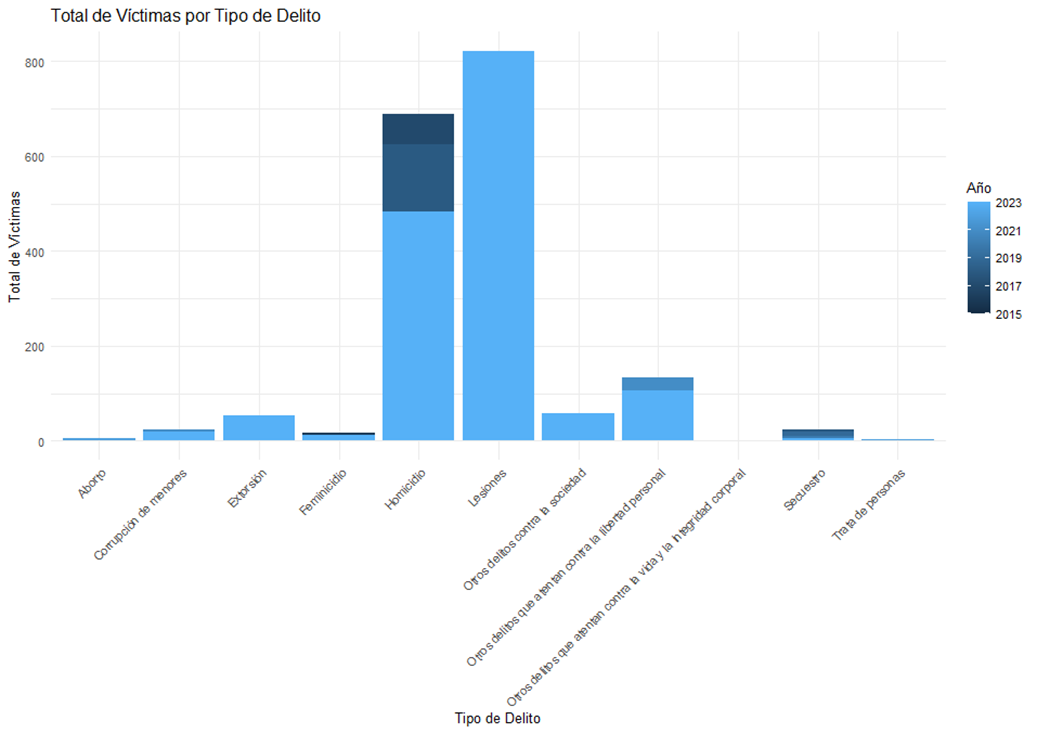 Total de Víctimas por Tipo de Delito
Total de Víctimas
800
600
400
200
0
Año
2023
2021
2019
2017
2015
Aborto
Corrupción de menores
Extorsión
Feminicidio
Homicidio
Lesiones
Otros delitos contra la sociedad
Otros delitos que atentan contra la libertad personal
Otros delitos que atentan contra la vida y la integridad corporal
Secuestro
Trata de personas
Tipo de Delito